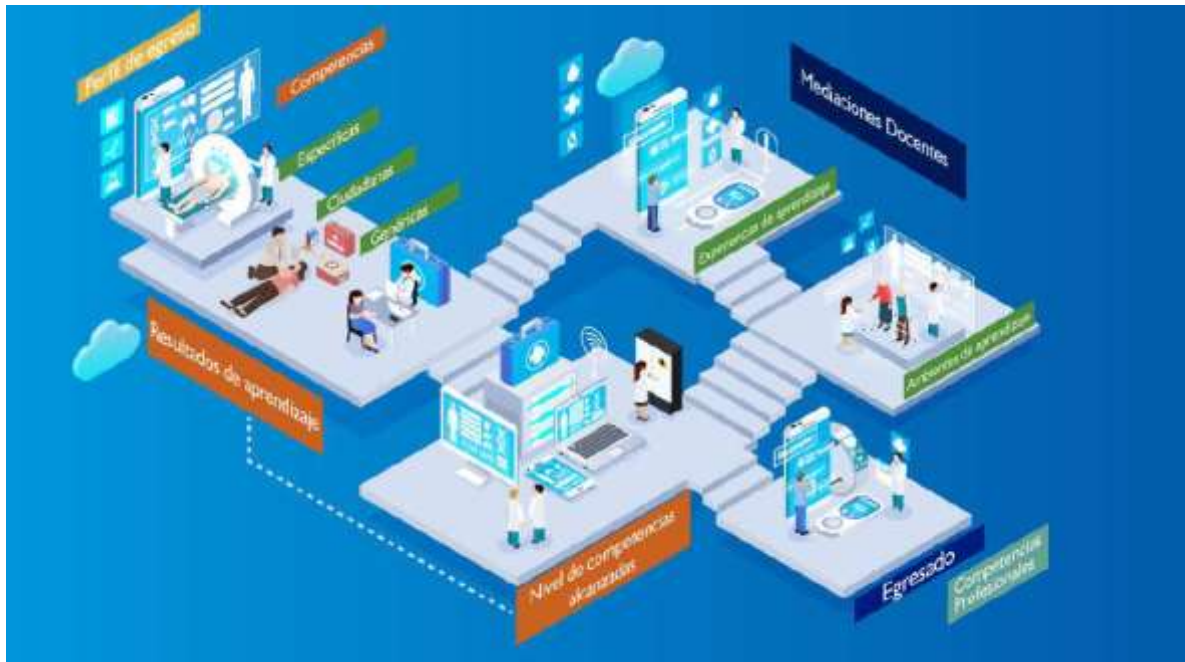 Perfil de egreso
Competencias
Específicas
Ciudadanas
Genéricas
Resultados de aprendizaje
Mediaciones Docentes
Experiencias de aprendizaje
Ambientes de aprendizaje
Nivel de competencias
alcanzadas
Egresado
Competencias
Profesionales